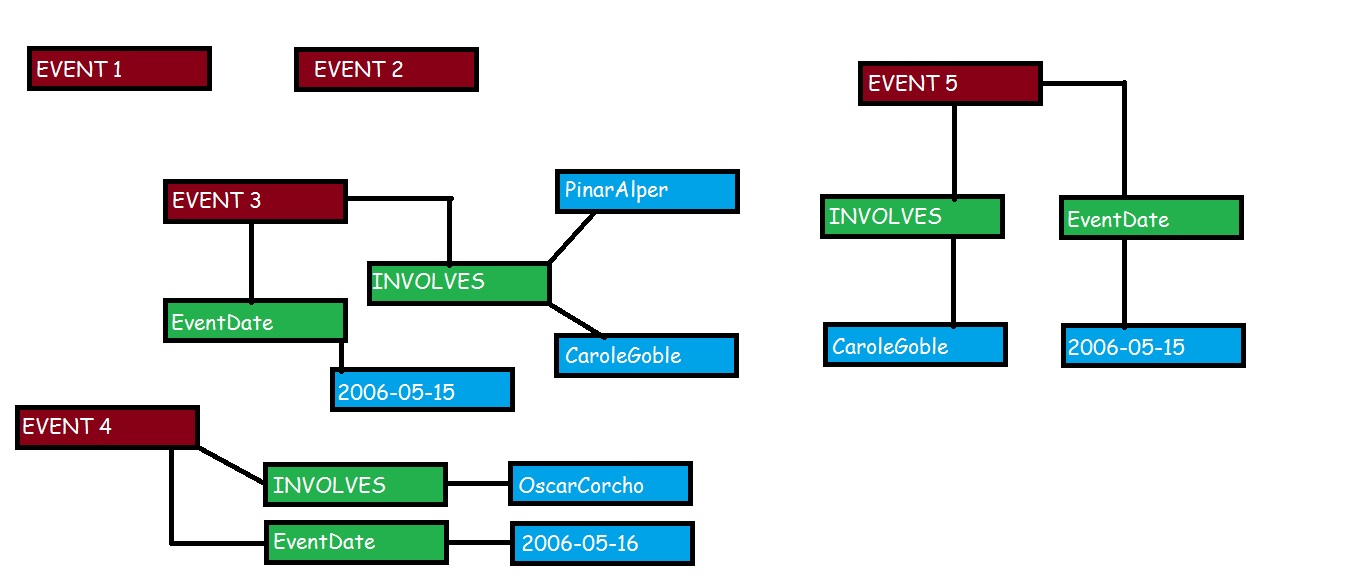 EVENT 1
EVENT 2
EVENT 5
EVENT 3
PinarAlper
INVOLVES
EventDate
INVOLVES
EventDate
CaroleGoble
CaroleGoble
2006-05-15
2006-05-15
EVENT 4
INVOLVES
OscarCorcho
EventDate
2006-05-16